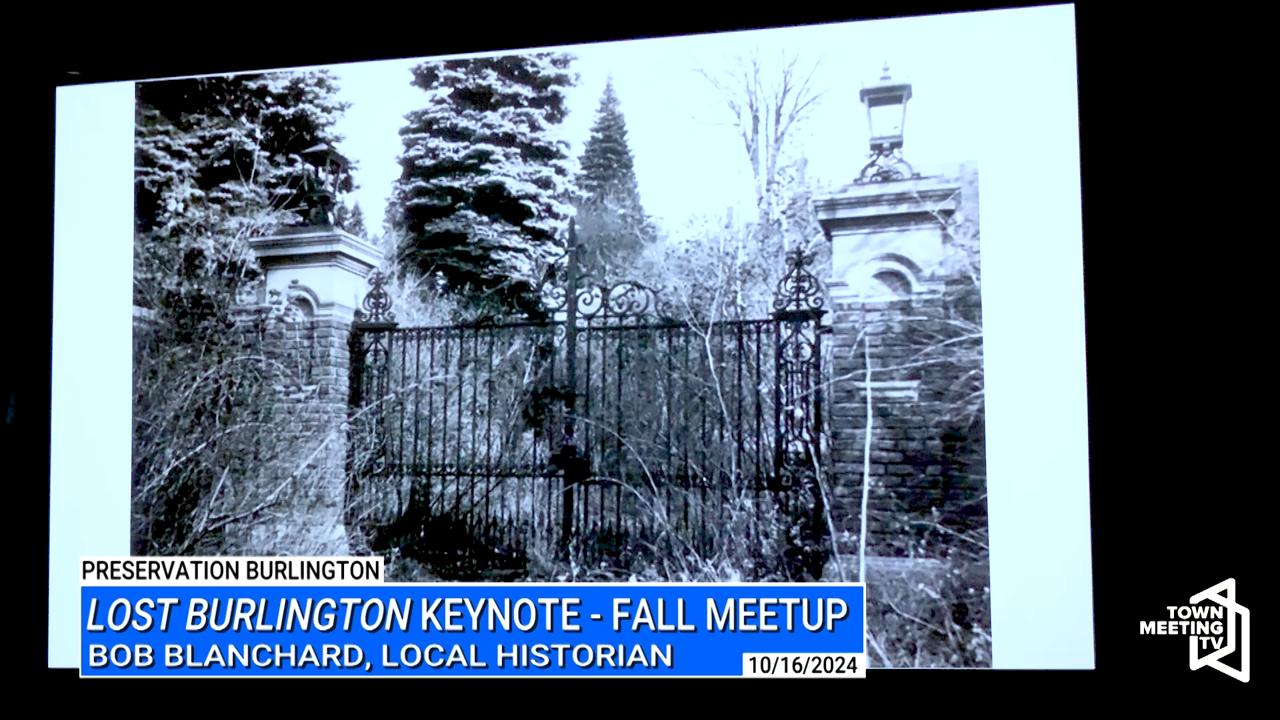 PRESERVATION BURLINGTON
LOST BURLINGTON KEYNOTE - FALL MEETUP
BOB BLANCHARD, LOCAL HISTORIAN
10/16/2024
TOWN
MEETING
TV